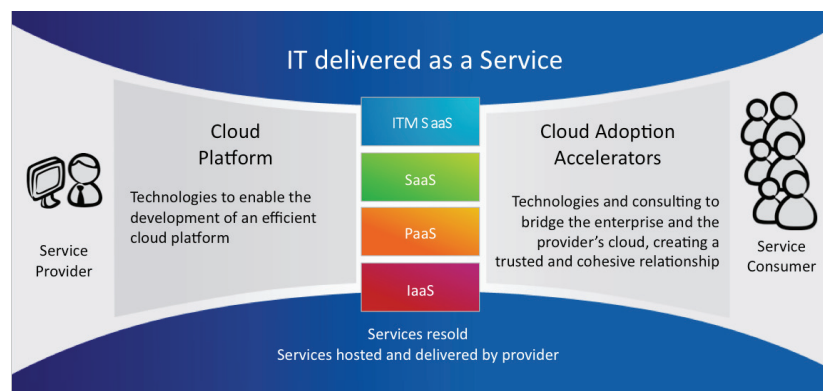 IT delivered as a Service
Service
Provider
Cloud
Platform
Technologies to enable the
development of an efficient
cloud platform
ITM SaaS
SaaS
PaaS
IaaS
Cloud Adoption
Accelerators
Technologies and consulting to
bridge the enterprise and the
provider's cloud, creating a
trusted and cohesive relationship
Service
Consumer
Services resold
Services hosted and delivered by provider